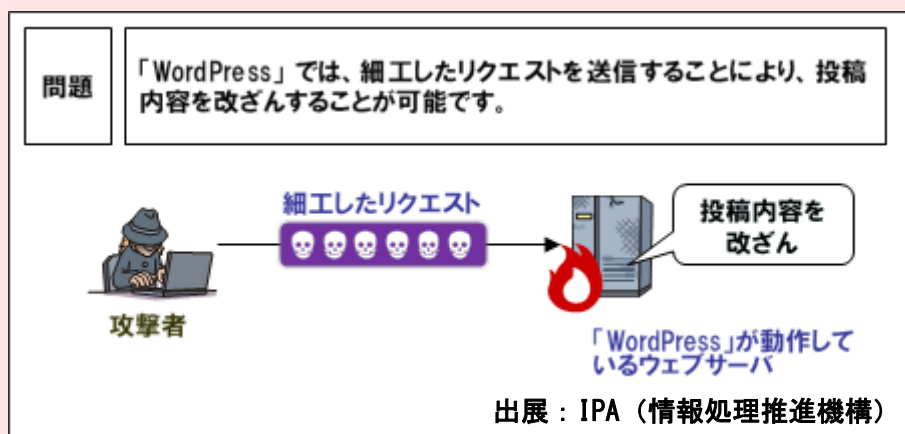 問題
「WordPress」では、細工したリクエストを送信することにより、投稿
内容を改ざんすることが可能です。
細工したリクエスト
投稿内容を
改ざん
攻撃者
「WordPress」が動作して
いるウェブサーバ
出展：IPA（情報処理推進機構）